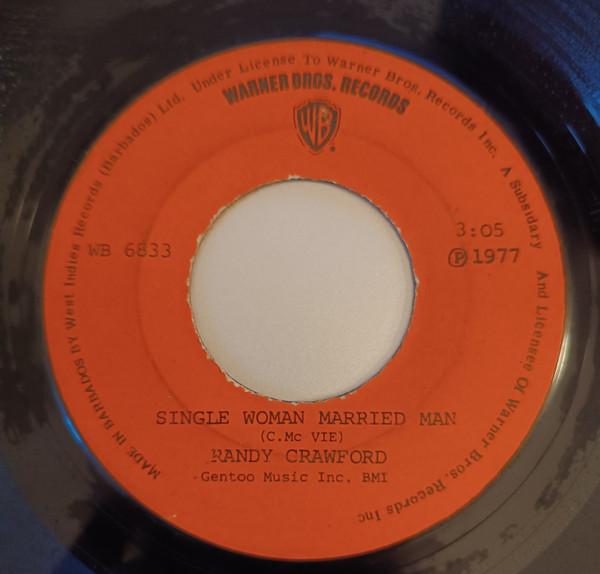 MADE IN BARBADOS BY West Indies Records (Barbados) Ltd. Under License To Warner Bros. Records Inc. A Subsidary And Licensee Of Warner Bros. Records Inc
WARNER BROS. RECORDS
WB
WB 6833
3:05
Ⓟ 1977
SINGLE WOMAN MARRIED MAN
(C.Mc VIE)
RANDY CRAWFORD
Gentoo Music Inc. BMI